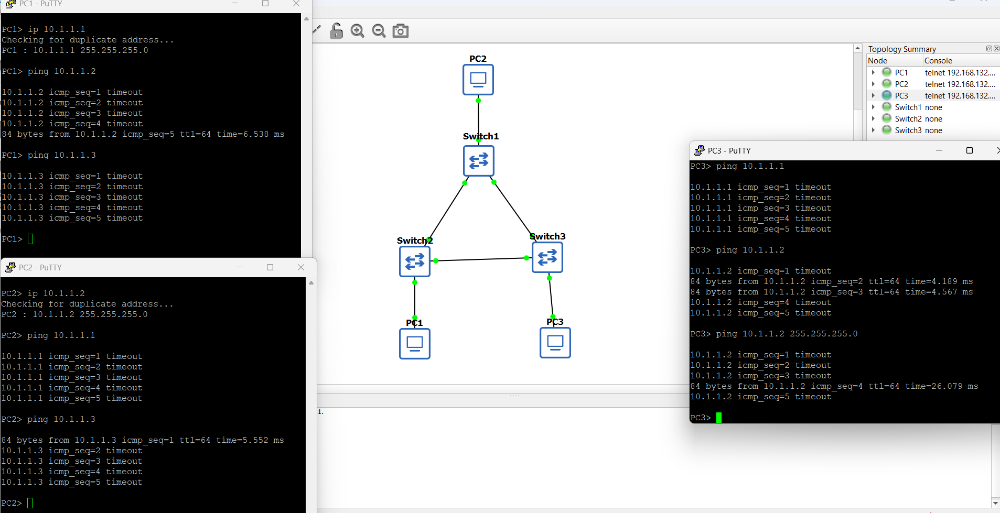 PC1 - PuTTY
PC1> ip 10.1.1.1
Checking for duplicate address...
PC1 : 10.1.1.1 255.255.255.0
PC1> ping 10.1.1.2
10.1.1.2 icmp_seq=1 timeout
10.1.1.2 icmp_seq=2 timeout
10.1.1.2 icmp_seq=3 timeout
10.1.1.2 icmp_seq=4 timeout
84 bytes from 10.1.1.2 icmp_seq=5 ttl=64 time=6.538 ms
PC1> ping 10.1.1.3
10.1.1.3 icmp_seq=1 timeout
10.1.1.3 icmp_seq=2 timeout
10.1.1.3 icmp_seq=3 timeout
10.1.1.3 icmp_seq=4 timeout
10.1.1.3 icmp_seq=5 timeout
PC1>
PC2 - PuTTY
PC2> ip 10.1.1.2
Checking for duplicate address...
PC2 : 10.1.1.2 255.255.255.0
PC2> ping 10.1.1.1
10.1.1.1 icmp_seq=1 timeout
10.1.1.1 icmp_seq=2 timeout
10.1.1.1 icmp_seq=3 timeout
10.1.1.1 icmp_seq=4 timeout
10.1.1.1 icmp_seq=5 timeout
PC2> ping 10.1.1.3
84 bytes from 10.1.1.3 icmp_seq=1 ttl=64 time=5.552 ms
10.1.1.3 icmp_seq=2 timeout
10.1.1.3 icmp_seq=3 timeout
10.1.1.3 icmp_seq=4 timeout
10.1.1.3 icmp_seq=5 timeout
PC2>
PC2
Switch1
Switch2
Switch3
PC1
PC3
1.
Topology Summary
Node Console
PC1 telnet 192.168.132....
PC2 telnet 192.168.132....
PC3 telnet 192.168.132....
Switch1 none
Switch2 none
Switch3 none
PC3 - PuTTY
PC3> ping 10.1.1.1
10.1.1.1 icmp_seq=1 timeout
10.1.1.1 icmp_seq=2 timeout
10.1.1.1 icmp_seq=3 timeout
10.1.1.1 icmp_seq=4 timeout
10.1.1.1 icmp_seq=5 timeout
PC3> ping 10.1.1.2
10.1.1.2 icmp_seq=1 timeout
84 bytes from 10.1.1.2 icmp_seq=2 ttl=64 time=4.189 ms
84 bytes from 10.1.1.2 icmp_seq=3 ttl=64 time=4.567 ms
10.1.1.2 icmp_seq=4 timeout
10.1.1.2 icmp_seq=5 timeout
PC3> ping 10.1.1.2 255.255.255.0
10.1.1.2 icmp_seq=1 timeout
10.1.1.2 icmp_seq=2 timeout
10.1.1.2 icmp_seq=3 timeout
84 bytes from 10.1.1.2 icmp_seq=4 ttl=64 time=26.079 ms
10.1.1.2 icmp_seq=5 timeout
PC3>